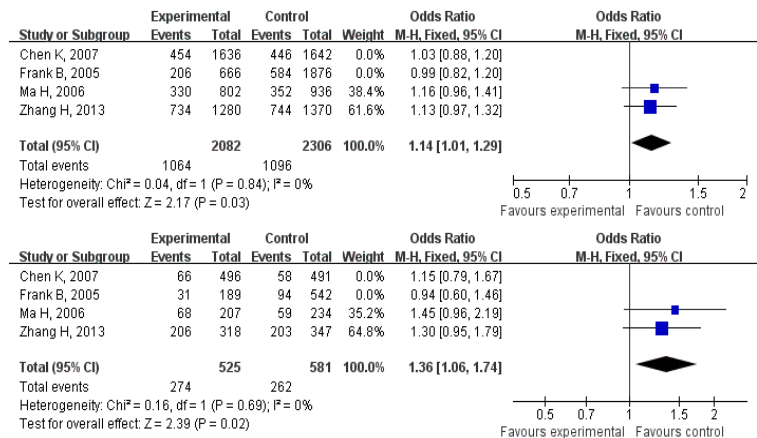 Experimental Control Odds Ratio Odds Ratio
Study or Subgroup Events Total Events Total Weight M-H, Fixed, 95% CI M-H, Fixed, 95% CI
Chen K, 2007 454 1636 446 1642 0.0% 1.03 [0.88, 1.20]
Frank B, 2005 206 666 584 1876 0.0% 0.99 [0.82, 1.20]
Ma H, 2006 330 802 352 936 38.4% 1.16 [0.96, 1.41]
Zhang H, 2013 734 1280 744 1370 61.6% 1.13 [0.97, 1.32]
Total (95% CI) 2082 2306 100.0% 1.14 [1.01, 1.29]
Total events 1064 1096
Heterogeneity: Chi² = 0.04, df = 1 (P = 0.84); I² = 0%
Test for overall effect: Z = 2.17 (P = 0.03)
0.5 0.7 1 1.5 2
Favours experimental Favours control
Experimental Control Odds Ratio Odds Ratio
Study or Subgroup Events Total Events Total Weight M-H, Fixed, 95% CI M-H, Fixed, 95% CI
Chen K, 2007 66 496 58 491 0.0% 1.15 [0.79, 1.67]
Frank B, 2005 31 189 94 542 0.0% 0.94 [0.60, 1.46]
Ma H, 2006 68 207 59 234 35.2% 1.45 [0.96, 2.19]
Zhang H, 2013 206 318 203 347 64.8% 1.30 [0.95, 1.79]
Total (95% CI) 525 581 100.0% 1.36 [1.06, 1.74]
Total events 274 262
Heterogeneity: Chi² = 0.16, df = 1 (P = 0.69); I² = 0%
Test for overall effect: Z = 2.39 (P = 0.02)
0.5 0.7 1 1.5 2
Favours experimental Favours control